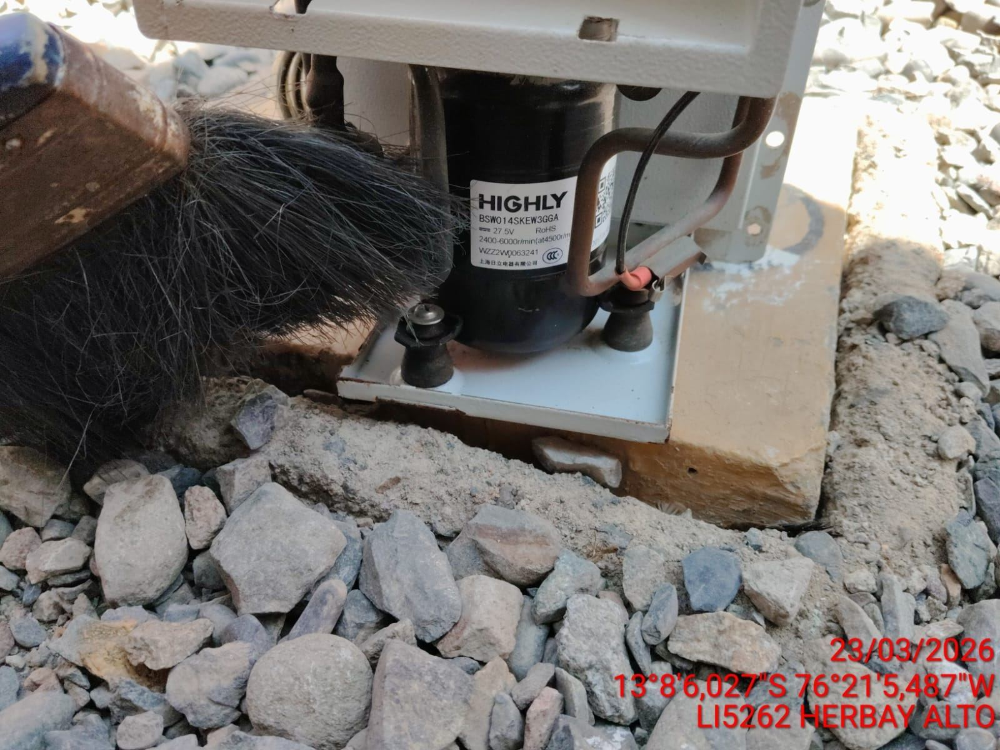 HIGHLY
BSW014SKEW3GGA
27.5V RoHS
2400-6000r/min(at4500r/m
WZZ2W0063241
上海日立电器有限公司
23/03/2026
13°8'6,027"S 76°21'5,487"W
LI5262 HERBAY ALTO